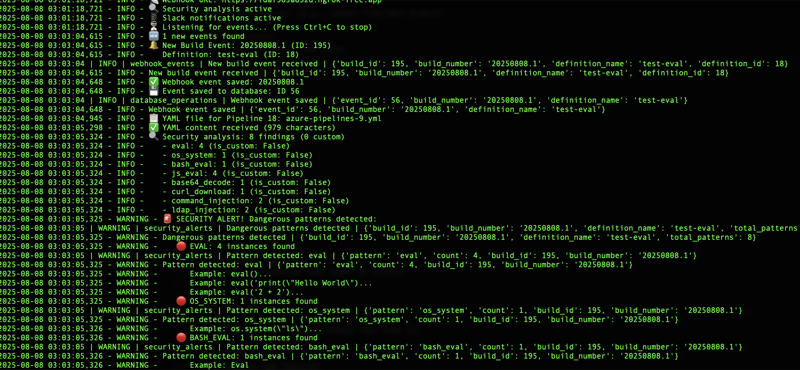 2025-08-08 03:01:18,721 - INFO - 🔍 Security analysis active
2025-08-08 03:01:18,721 - INFO - Slack notifications active
2025-08-08 03:01:18,721 - INFO - Listening for events... (Press Ctrl+C to stop)
2025-08-08 03:03:04,615 - INFO - 1 new events found
2025-08-08 03:03:04,615 - INFO - 🔔 New Build Event: 20250808.1 (ID: 195)
2025-08-08 03:03:04,615 - INFO - Definition: test-eval (ID: 18)
2025-08-08 03:03:04 | INFO | webhook_events | New build event received | {'build_id': 195, 'build_number': '20250808.1', 'definition_name': 'test-eval', 'definition_id': 18}
2025-08-08 03:03:04,615 - INFO - New build event received | {'build_id': 195, 'build_number': '20250808.1', 'definition_name': 'test-eval', 'definition_id': 18}
2025-08-08 03:03:04,648 - INFO - ✅ Webhook event saved: 20250808.1
2025-08-08 03:03:04,648 - INFO - 💾 Event saved to database: ID 56
2025-08-08 03:03:04 | INFO | database_operations | Webhook event saved | {'event_id': 56, 'build_number': '20250808.1', 'definition_name': 'test-eval'}
2025-08-08 03:03:04,648 - INFO - Webhook event saved | {'event_id': 56, 'build_number': '20250808.1', 'definition_name': 'test-eval'}
2025-08-08 03:03:04,945 - INFO - 📋 YAML file for Pipeline 18: azure-pipelines-9.yml
2025-08-08 03:03:05,298 - INFO - ✅ YAML content received (979 characters)
2025-08-08 03:03:05,324 - INFO - 🔍 Security analysis: 8 findings (0 custom)
2025-08-08 03:03:05,324 - INFO - - eval: 4 (is_custom: False)
2025-08-08 03:03:05,324 - INFO - - os_system: 1 (is_custom: False)
2025-08-08 03:03:05,324 - INFO - - bash_eval: 1 (is_custom: False)
2025-08-08 03:03:05,324 - INFO - - js_eval: 4 (is_custom: False)
2025-08-08 03:03:05,324 - INFO - - base64_decode: 1 (is_custom: False)
2025-08-08 03:03:05,324 - INFO - - curl_download: 1 (is_custom: False)
2025-08-08 03:03:05,324 - INFO - - command_injection: 2 (is_custom: False)
2025-08-08 03:03:05,324 - INFO - - ldap_injection: 2 (is_custom: False)
2025-08-08 03:03:05,325 - WARNING - 🚨 SECURITY ALERT! Dangerous patterns detected:
2025-08-08 03:03:05 | WARNING | security_alerts | Dangerous patterns detected | {'build_id': 195, 'build_number': '20250808.1', 'definition_name': 'test-eval', 'total_patterns
2025-08-08 03:03:05,325 - WARNING - Dangerous patterns detected | {'build_id': 195, 'build_number': '20250808.1', 'definition_name': 'test-eval', 'total_patterns': 8}
2025-08-08 03:03:05,325 - WARNING - 🔴 EVAL: 4 instances found
2025-08-08 03:03:05 | WARNING | security_alerts | Pattern detected: eval | {'pattern': 'eval', 'count': 4, 'build_id': 195, 'build_number': '20250808.1'}
2025-08-08 03:03:05,325 - WARNING - Pattern detected: eval | {'pattern': 'eval', 'count': 4, 'build_id': 195, 'build_number': '20250808.1'}
2025-08-08 03:03:05,325 - WARNING - Example: eval()...
2025-08-08 03:03:05,325 - WARNING - Example: eval('print(\"Hello World\")...
2025-08-08 03:03:05,325 - WARNING - Example: eval('2 + 2')...
2025-08-08 03:03:05,325 - WARNING - 🔴 OS_SYSTEM: 1 instances found
2025-08-08 03:03:05 | WARNING | security_alerts | Pattern detected: os_system | {'pattern': 'os_system', 'count': 1, 'build_id': 195, 'build_number': '20250808.1'}
2025-08-08 03:03:05,325 - WARNING - Pattern detected: os_system | {'pattern': 'os_system', 'count': 1, 'build_id': 195, 'build_number': '20250808.1'}
2025-08-08 03:03:05,326 - WARNING - Example: os.system(\"ls\")...
2025-08-08 03:03:05,326 - WARNING - 🔴 BASH_EVAL: 1 instances found
2025-08-08 03:03:05 | WARNING | security_alerts | Pattern detected: bash_eval | {'pattern': 'bash_eval', 'count': 1, 'build_id': 195, 'build_number': '20250808.1'}
2025-08-08 03:03:05,326 - WARNING - Pattern detected: bash_eval | {'pattern': 'bash_eval', 'count': 1, 'build_id': 195, 'build_number': '20250808.1'}
2025-08-08 03:03:05,326 - WARNING - Example: Eval